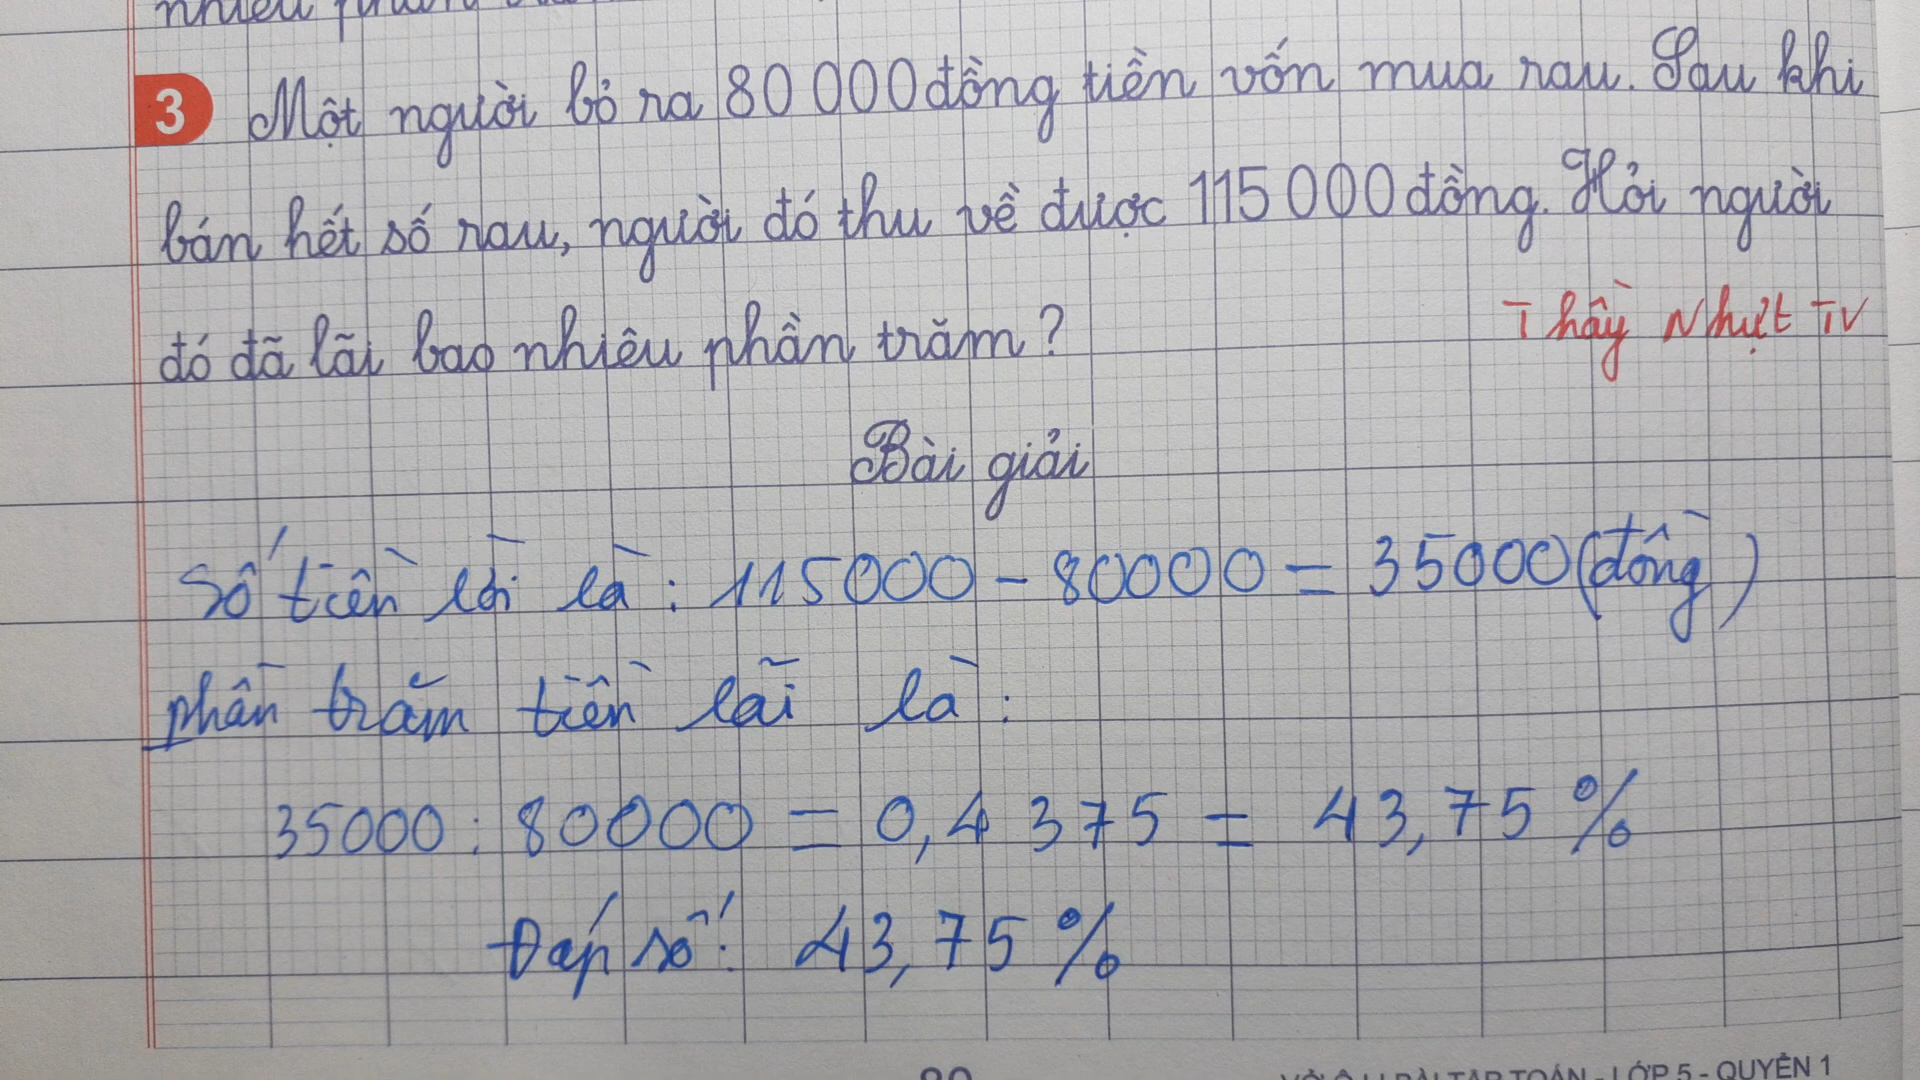 3 Một người bỏ ra 80 000 đồng tiền vốn mua rau. Sau khi
bán hết số rau, người đó thu về được 115 000 đồng. Hỏi người
đó đã lãi bao nhiêu phần trăm?
Thầy Nhựt TV
Bài giải
Số tiền lời là : 115000 - 80000 = 35000 (đồng)
phần trăm tiền lãi là :
35000 : 80000 = 0,4375 = 43,75 %
Đáp số : 43,75 %
BÀI TẬP TOÁN - LỚP 5 - QUYỂN 1